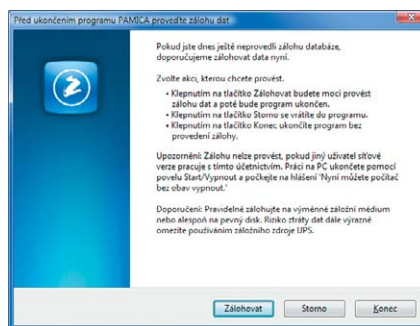 Před ukončením programu PAMICA proveďte zálohu dat
Pokud jste dnes ještě neprovedli zálohu databáze,
doporučujeme zálohovat data nyní.
Zvolte akci, kterou chcete provést.
• Klepnutím na tlačítko Zálohovat budete moci provést
zálohu dat a poté bude program ukončen.
• Klepnutím na tlačítko Storno se vrátíte do programu.
• Klepnutím na tlačítko Konec ukončíte program bez
provedení zálohy.
Upozornění: Zálohu nelze provést, pokud jiný uživatel síťové
verze pracuje s tímto účetnictvím. Práci na PC ukončete pomocí
povelu Start/Vypnout a počkejte na hlášení 'Nyní můžete počítač
bez obav vypnout.'
Doporučení: Pravidelně zálohujte na výměnné záložní médium
nebo alespoň na pevný disk. Riziko ztráty dat dále výrazně
omezíte používáním záložního zdroje UPS.
Zálohovat
Storno
Konec